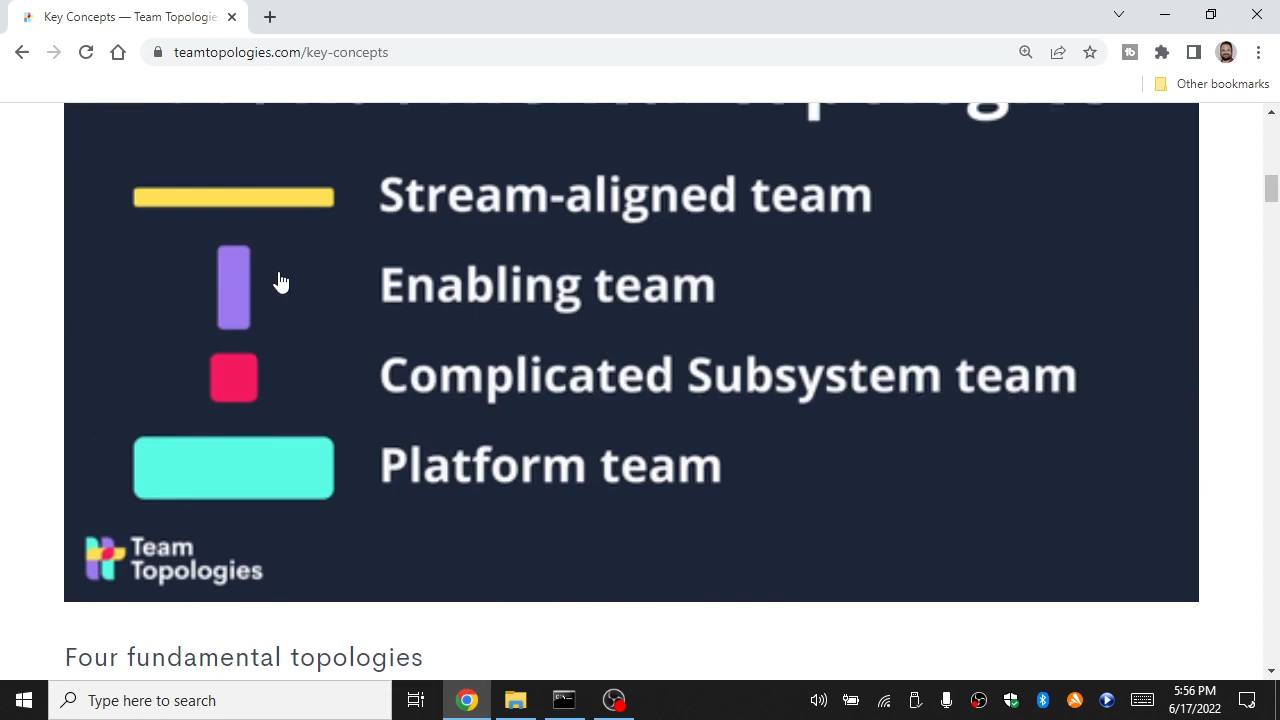 Key Concepts — Team Topologie
teamtopologies.com/key-concepts
Other bookmarks
Stream-aligned team
Enabling team
Complicated Subsystem team
Platform team
Team
Topologies
Four fundamental topologies
Type here to search
5:56 PM
6/17/2022